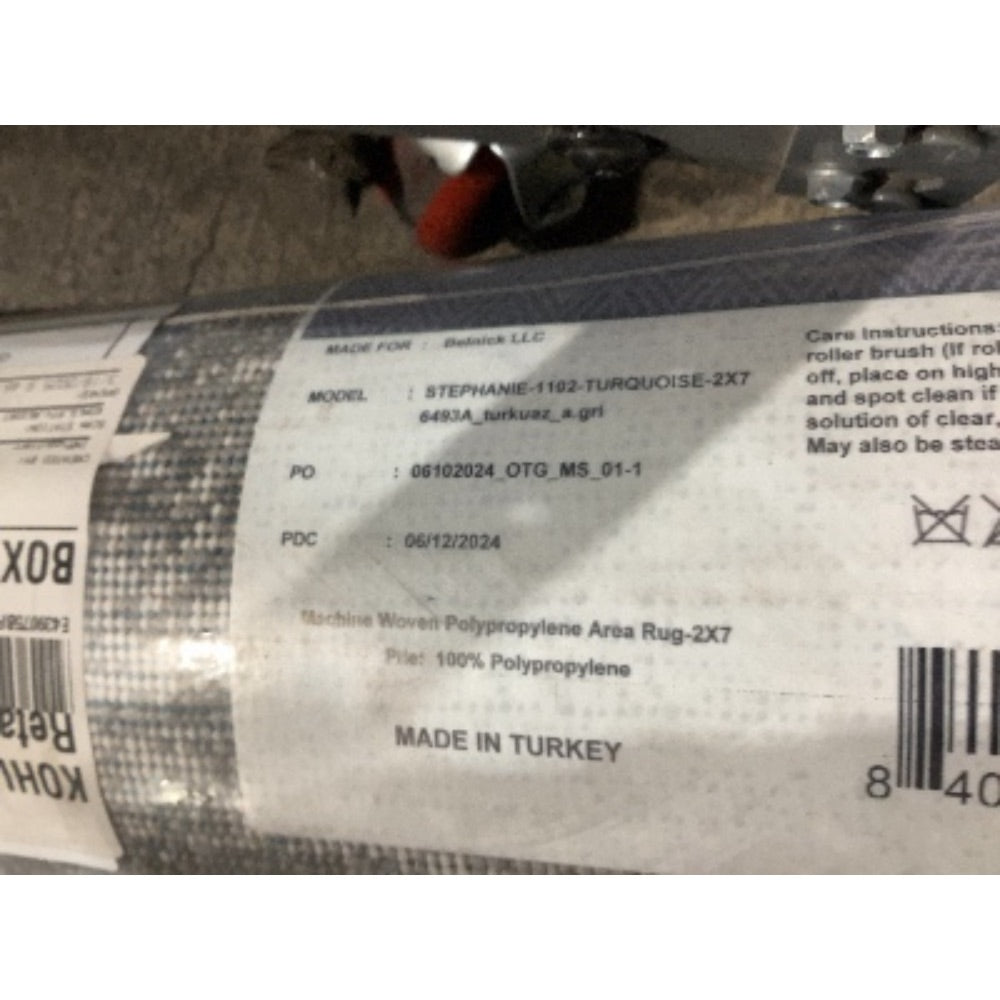 MADE FOR : Belnick LLC
MODEL : STEPHANIE-1102-TURQUOISE-2X7
6493A_turkuaz_a.gri
PO : 06102024_OTG_MS_01-1
PDC : 06/12/2024
Machine Woven Polypropylene Area Rug-2X7
Pile: 100% Polypropylene
MADE IN TURKEY
Care Instructions:
roller brush (if rol
off, place on high
and spot clean if
solution of clear,
May also be stea
8 40
BOX
Reta
KOHL